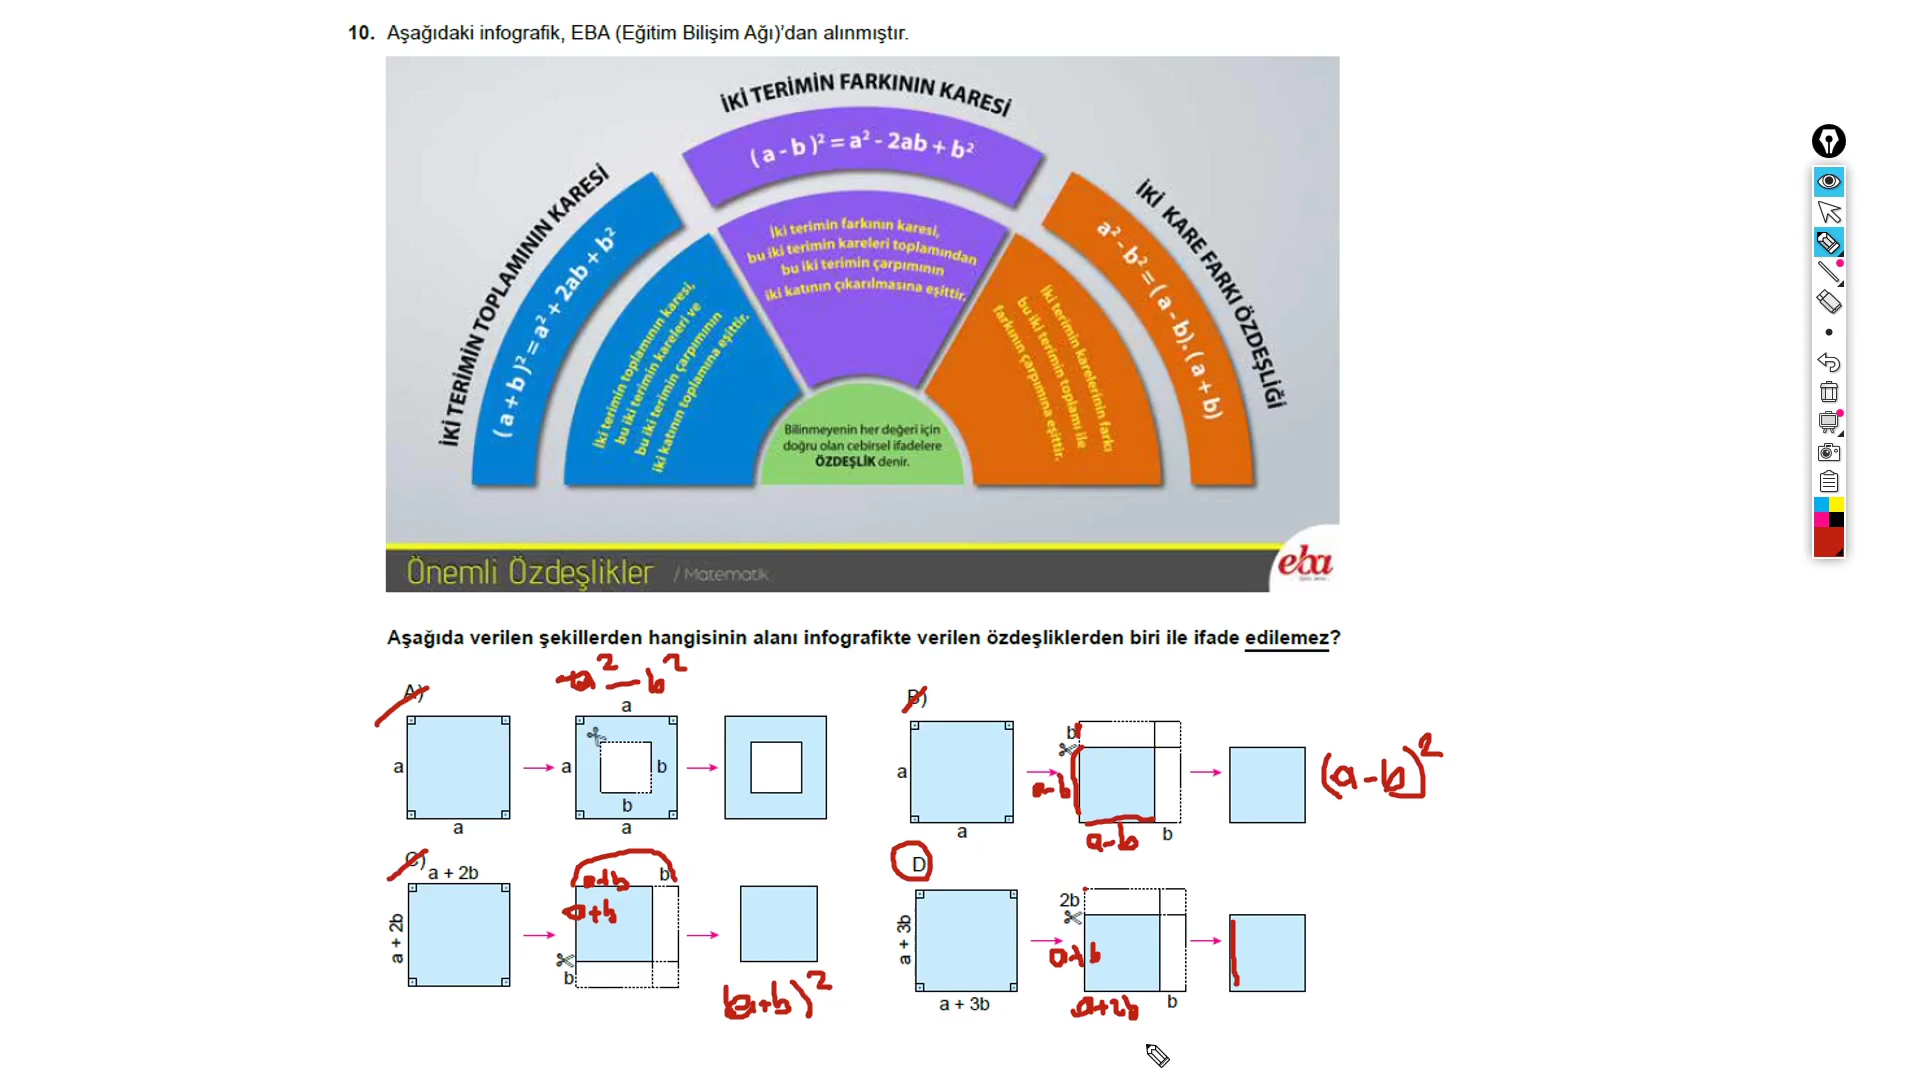 10. Aşağıdaki infografik, EBA (Eğitim Bilişim Ağı)'dan alınmıştır.
İKİ TERİMİN TOPLAMININ KARESİ
(a + b)² = a² + 2ab + b²
İki terimin toplamının karesi,
bu iki terimin kareleri ve
bu iki terimin çarpımının
iki katının toplamına eşittir.
İKİ TERİMİN FARKININ KARESİ
(a - b)² = a² - 2ab + b²
İki terimin farkının karesi,
bu iki terimin kareleri toplamından
bu iki terimin çarpımının
iki katının çıkarılmasına eşittir.
İKİ KARE FARKI ÖZDEŞLİĞİ
a² - b² = (a - b).(a + b)
İki terimin karelerinin farkı
bu iki terimin toplamı ile
farkının çarpımına eşittir.
Bilinmeyenin her değeri için
doğru olan cebirsel ifadelere
ÖZDEŞLİK denir.
Önemli Özdeşlikler / Matematik
eba
Aşağıda verilen şekillerden hangisinin alanı infografikte verilen özdeşliklerden biri ile ifade edilemez?
A)
a² - b²
a
a
a
b
b
a
a
B)
a
a
b
a-b
a-b
b
(a-b)²
C)
a + 2b
a + 2b
a+b
b
a+b
b
(a+b)²
D
a + 3b
a + 3b
2b
a+b
a+2b
b